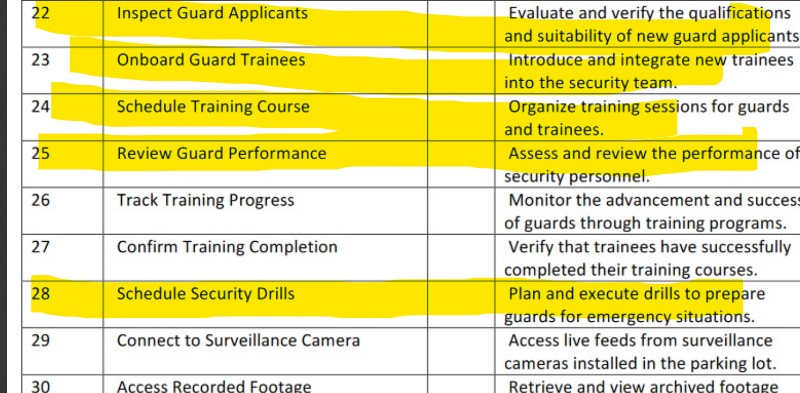 22 Inspect Guard Applicants Evaluate and verify the qualifications
and suitability of new guard applicants
23 Onboard Guard Trainees Introduce and integrate new trainees
into the security team.
24 Schedule Training Course Organize training sessions for guards
and trainees.
25 Review Guard Performance Assess and review the performance of
security personnel.
26 Track Training Progress Monitor the advancement and success
of guards through training programs.
27 Confirm Training Completion Verify that trainees have successfully
completed their training courses.
28 Schedule Security Drills Plan and execute drills to prepare
guards for emergency situations.
29 Connect to Surveillance Camera Access live feeds from surveillance
cameras installed in the parking lot.
30 Access Recorded Footage Retrieve and view archived footage